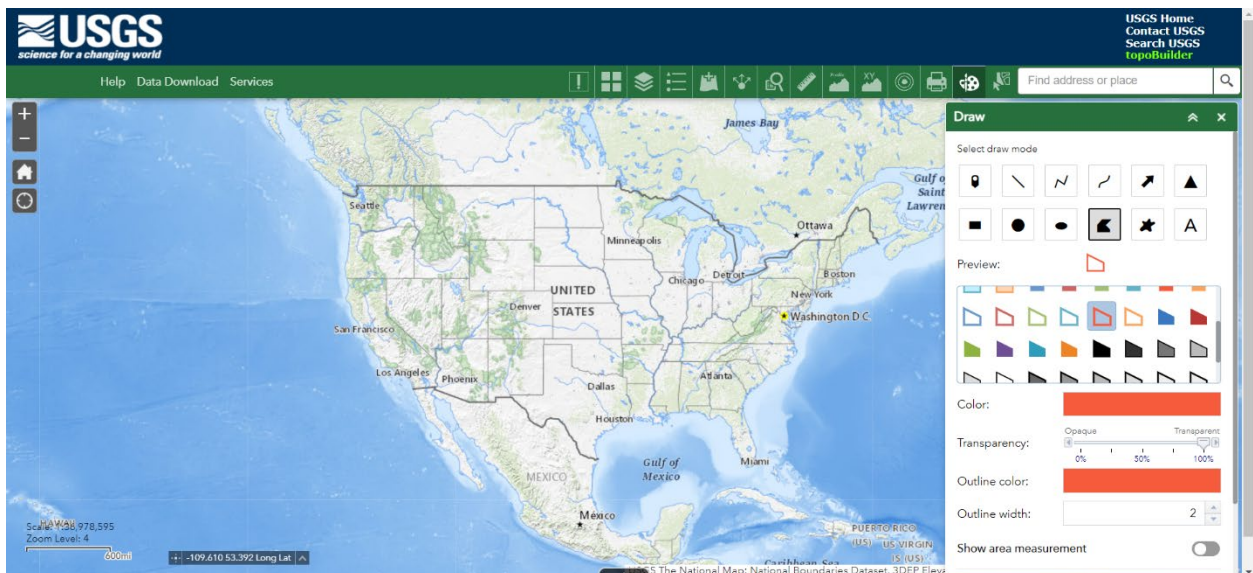 USGS
science for a changing world
USGS Home
Contact USGS
Search USGS
topoBuilder
Help Data Download Services
Find address or place
Draw
Select draw mode
A
Preview:
Color:
Transparency:
Opaque Transparent
0% 50% 100%
Outline color:
Outline width: 2
Show area measurement
James Bay
Gulf o
Saint
Lawren
Seattle
Ottawa
Minneapolis
Detroit
Chicago
Boston
New York
UNITED
STATES
Denver
Washington D.C.
San Francisco
Los Angeles
Phoenix
Atlanta
Dallas
Houston
Gulf of
Mexico
Miami
MEXICO
México
PUERTO RICO
(US)
US VIRGIN
IS (US)
Caribbean Sea
Zoom Level: 4
600mi
-109.610 53.392 Long Lat
USGS The National Map: National Boundaries Dataset, 3DEP Eleva